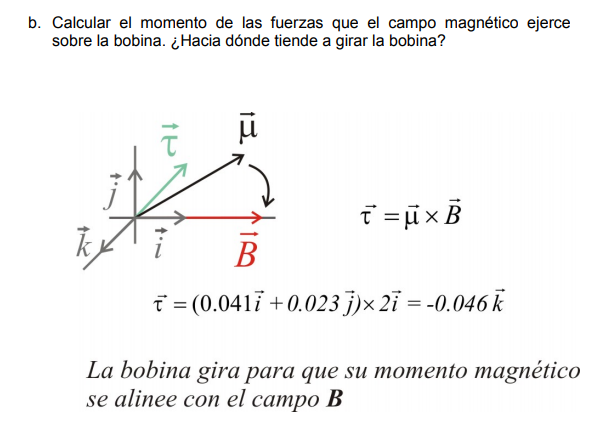 b. Calcular el momento de las fuerzas que el campo magnético ejerce
sobre la bobina. ¿Hacia dónde tiende a girar la bobina?
τ⃗
μ⃗
j⃗
k⃗
i⃗
B⃗
τ⃗ = μ⃗ × B⃗
τ⃗ = (0.041i⃗ + 0.023 j⃗) × 2i⃗ = -0.046 k⃗
La bobina gira para que su momento magnético
se alinee con el campo B